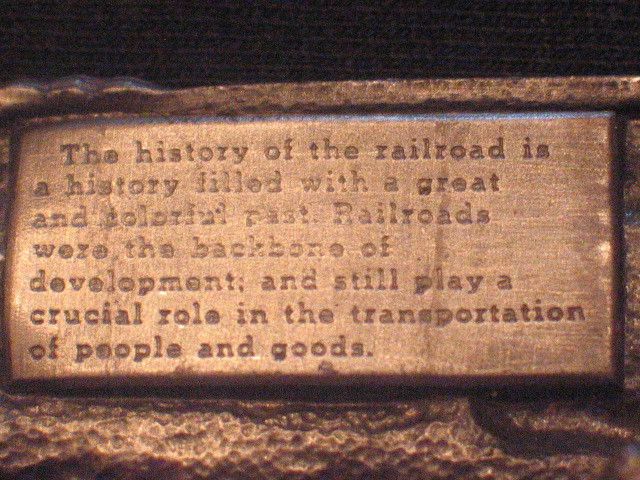 The history of the railroad is
a history filled with a great
and colorful past. Railroads
were the backbone of
development; and still play a
crucial role in the transportation
of people and goods.